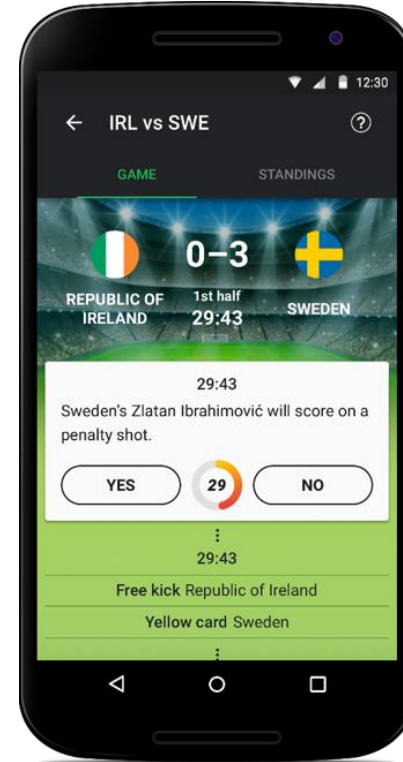 12:30
IRL vs SWE
?
GAME STANDINGS
0–3
REPUBLIC OF
IRELAND
1st half
29:43
SWEDEN
29:43
Sweden's Zlatan Ibrahimović will score on a
penalty shot.
YES 29 NO
29:43
Free kick Republic of Ireland
Yellow card Sweden